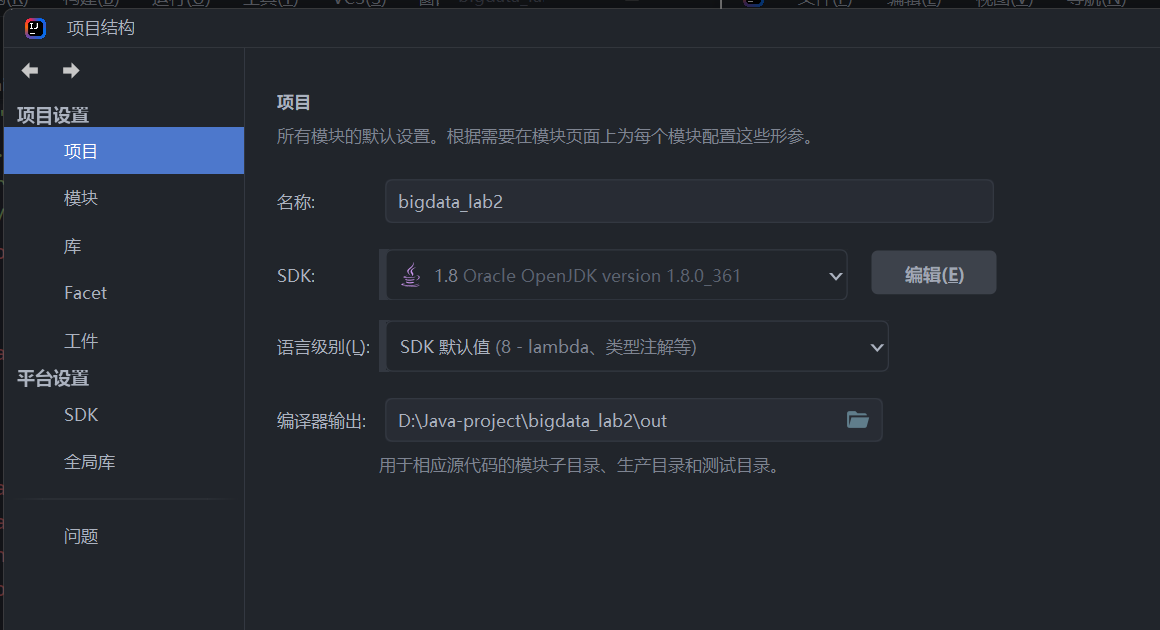 项目结构
项目设置
项目
模块
库
Facet
工件
平台设置
SDK
全局库
问题
项目
所有模块的默认设置。根据需要在模块页面上为每个模块配置这些形参。
名称:
bigdata_lab2
SDK:
1.8 Oracle OpenJDK version 1.8.0_361
编辑(E)
语言级别(L):
SDK 默认值 (8 - lambda、类型注解等)
编译器输出:
D:\Java-project\bigdata_lab2\out
用于相应源代码的模块子目录、生产目录和测试目录。